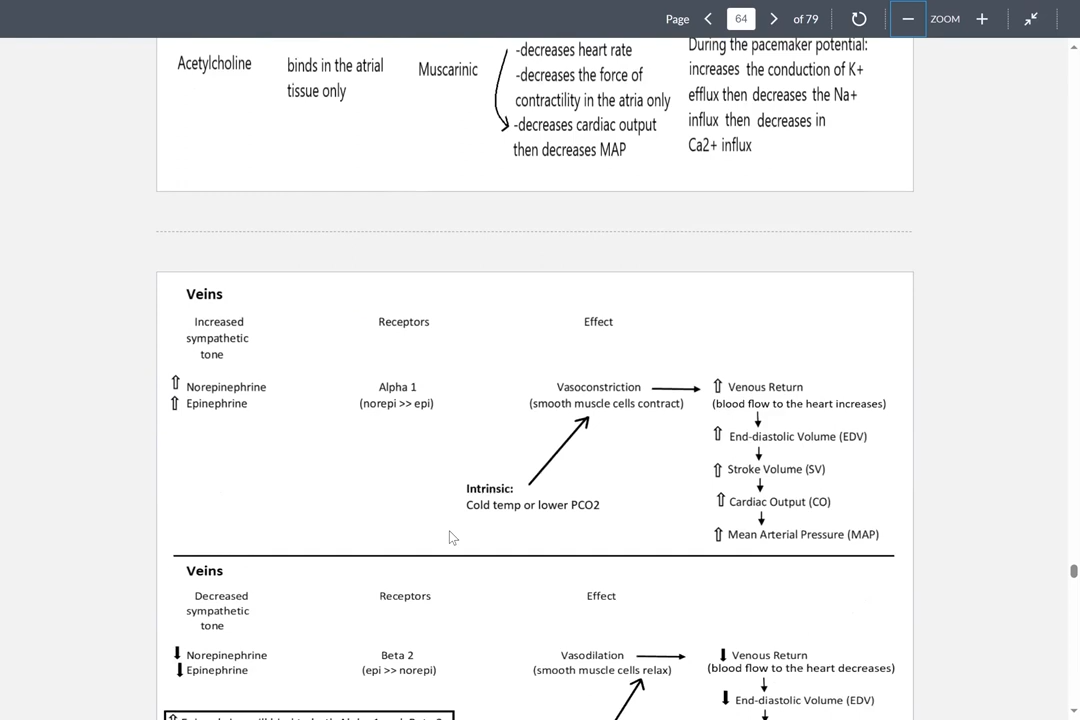 Page 64 of 79 ZOOM
Acetylcholine
binds in the atrial
tissue only
Muscarinic
-decreases heart rate
-decreases the force of
contractility in the atria only
-decreases cardiac output
then decreases MAP
During the pacemaker potential:
increases the conduction of K+
efflux then decreases the Na+
influx then decreases in
Ca2+ influx
Veins
Increased
sympathetic
tone
Receptors
Effect
⇧ Norepinephrine
⇧ Epinephrine
Alpha 1
(norepi >> epi)
Vasoconstriction
(smooth muscle cells contract)
⇧ Venous Return
(blood flow to the heart increases)
⇧ End-diastolic Volume (EDV)
⇧ Stroke Volume (SV)
⇧ Cardiac Output (CO)
⇧ Mean Arterial Pressure (MAP)
Intrinsic:
Cold temp or lower PCO2
Veins
Decreased
sympathetic
tone
Receptors
Effect
⬇ Norepinephrine
⬇ Epinephrine
Beta 2
(epi >> norepi)
Vasodilation
(smooth muscle cells relax)
⬇ Venous Return
(blood flow to the heart decreases)
⬇ End-diastolic Volume (EDV)